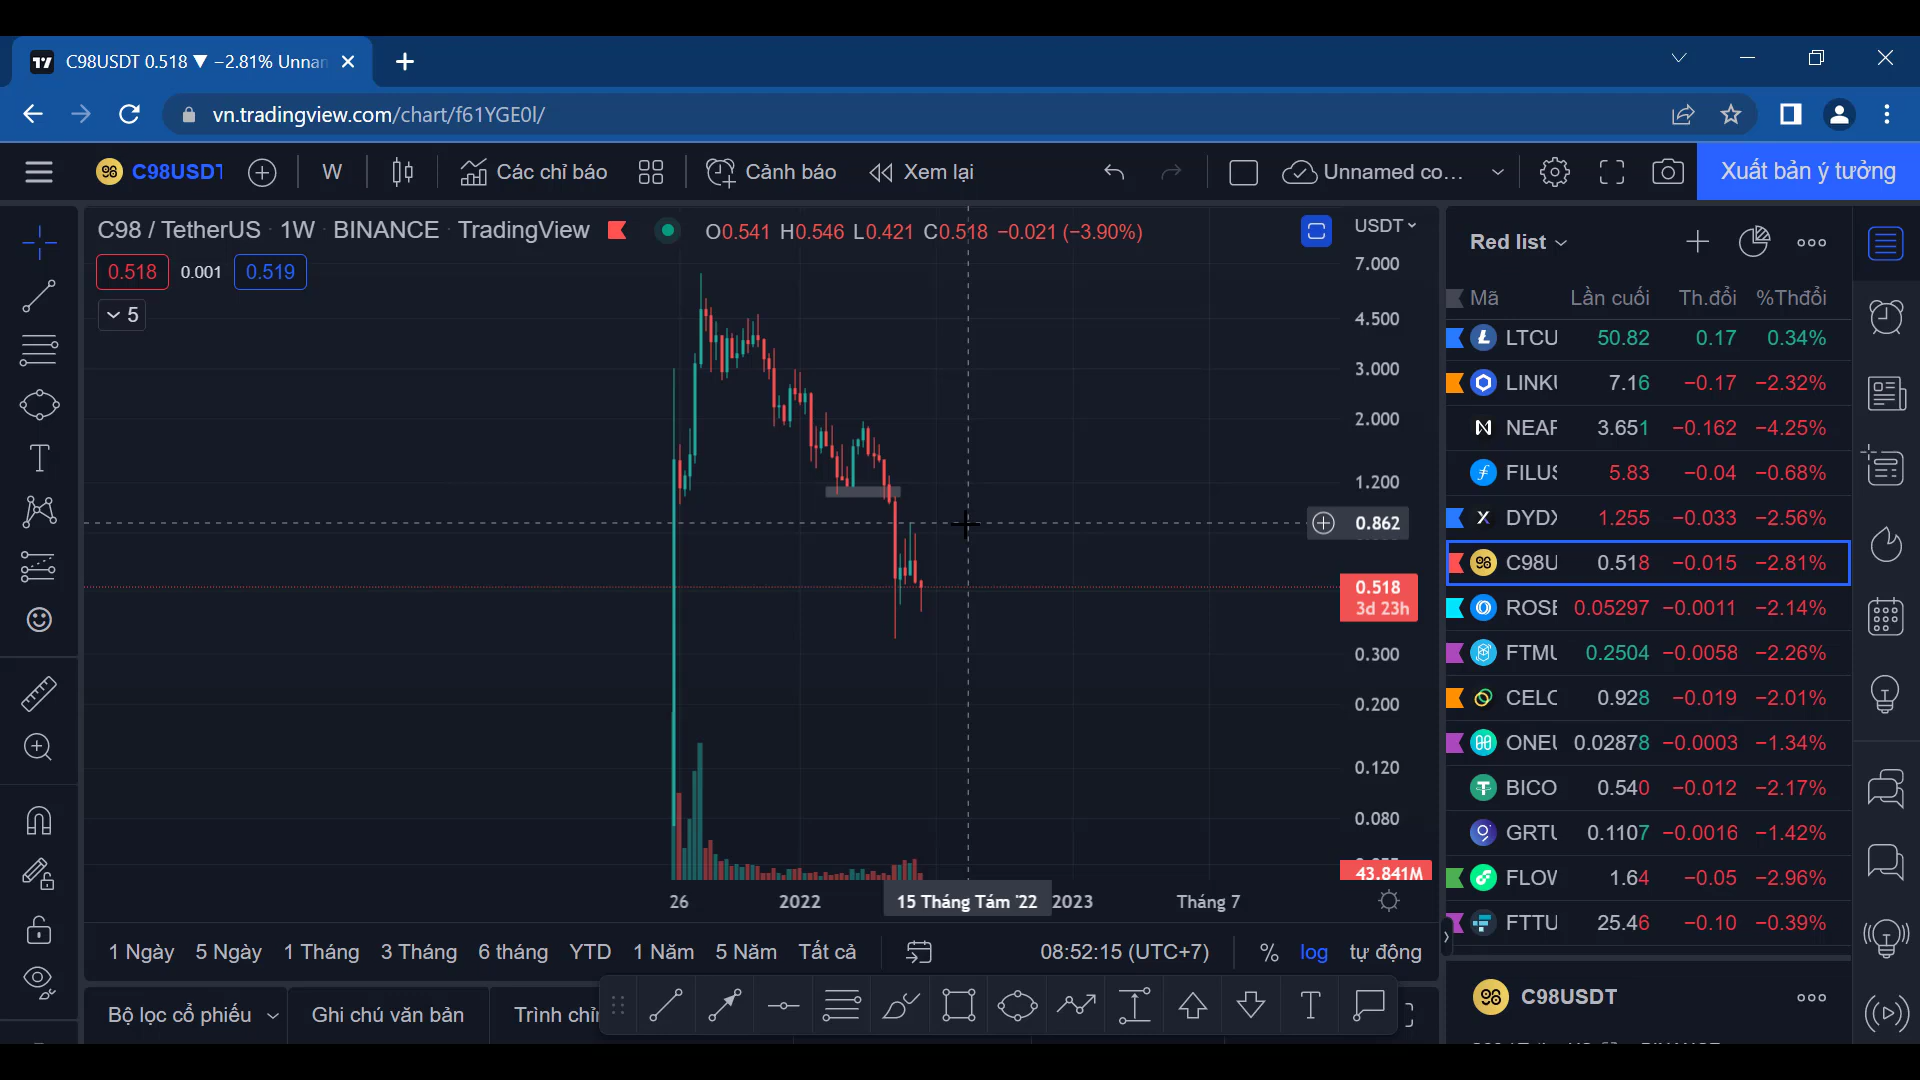 C98USDT 0.518 ▼ −2.81% Unnan
vn.tradingview.com/chart/f61YGE0l/
C98USDT W Các chỉ báo Cảnh báo Xem lại Unnamed co... Xuất bản ý tưởng
C98 / TetherUS · 1W · BINANCE · TradingView O0.541 H0.546 L0.421 C0.518 −0.021 (−3.90%)
0.518 0.001 0.519
5
USDT
7.000
4.500
3.000
2.000
1.200
0.862
0.518
3d 23h
0.300
0.200
0.120
0.080
43.841M
26 2022 15 Tháng Tám '22 2023 Tháng 7
1 Ngày 5 Ngày 1 Tháng 3 Tháng 6 tháng YTD 1 Năm 5 Năm Tất cả 08:52:15 (UTC+7) % log tự động
Bộ lọc cổ phiếu Ghi chú văn bản Trình chỉn
Red list
Mã Lần cuối Th.đổi %Thđổi
LTCU 50.82 0.17 0.34%
LINKU 7.16 −0.17 −2.32%
NEAR 3.651 −0.162 −4.25%
FILUS 5.83 −0.04 −0.68%
DYDX 1.255 −0.033 −2.56%
C98U 0.518 −0.015 −2.81%
ROSE 0.05297 −0.0011 −2.14%
FTMU 0.2504 −0.0058 −2.26%
CELO 0.928 −0.019 −2.01%
ONEU 0.02878 −0.0003 −1.34%
BICO 0.540 −0.012 −2.17%
GRTU 0.1107 −0.0016 −1.42%
FLOW 1.64 −0.05 −2.96%
FTTU 25.46 −0.10 −0.39%
C98USDT